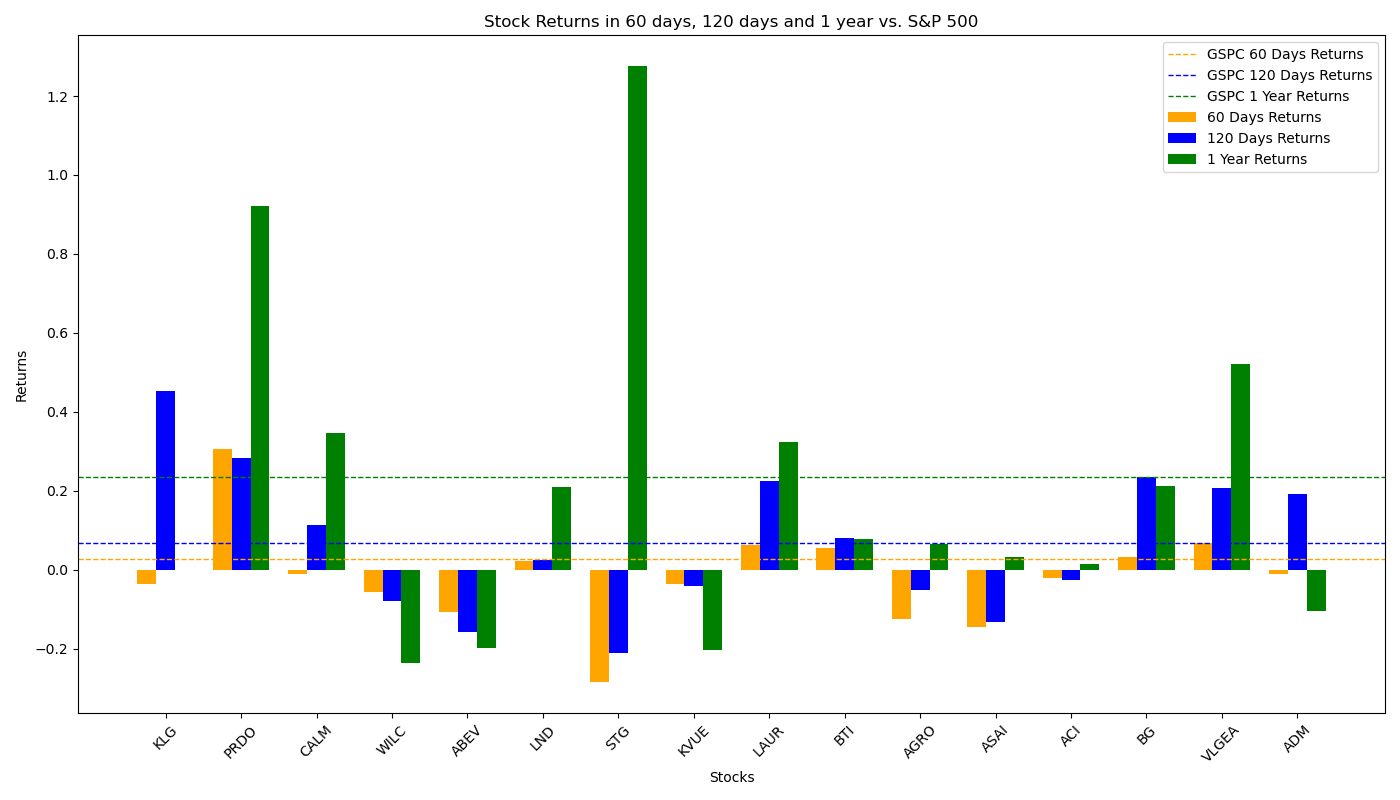 Stock Returns in 60 days, 120 days and 1 year vs. S&P 500
GSPC 60 Days Returns
GSPC 120 Days Returns
GSPC 1 Year Returns
60 Days Returns
120 Days Returns
1 Year Returns
Returns
1.2
1.0
0.8
0.6
0.4
0.2
0.0
−0.2
KLG
PRDO
CALM
WILC
ABEV
LND
STG
KVUE
LAUR
BTI
AGRO
ASAI
ACI
BG
VLGEA
ADM
Stocks